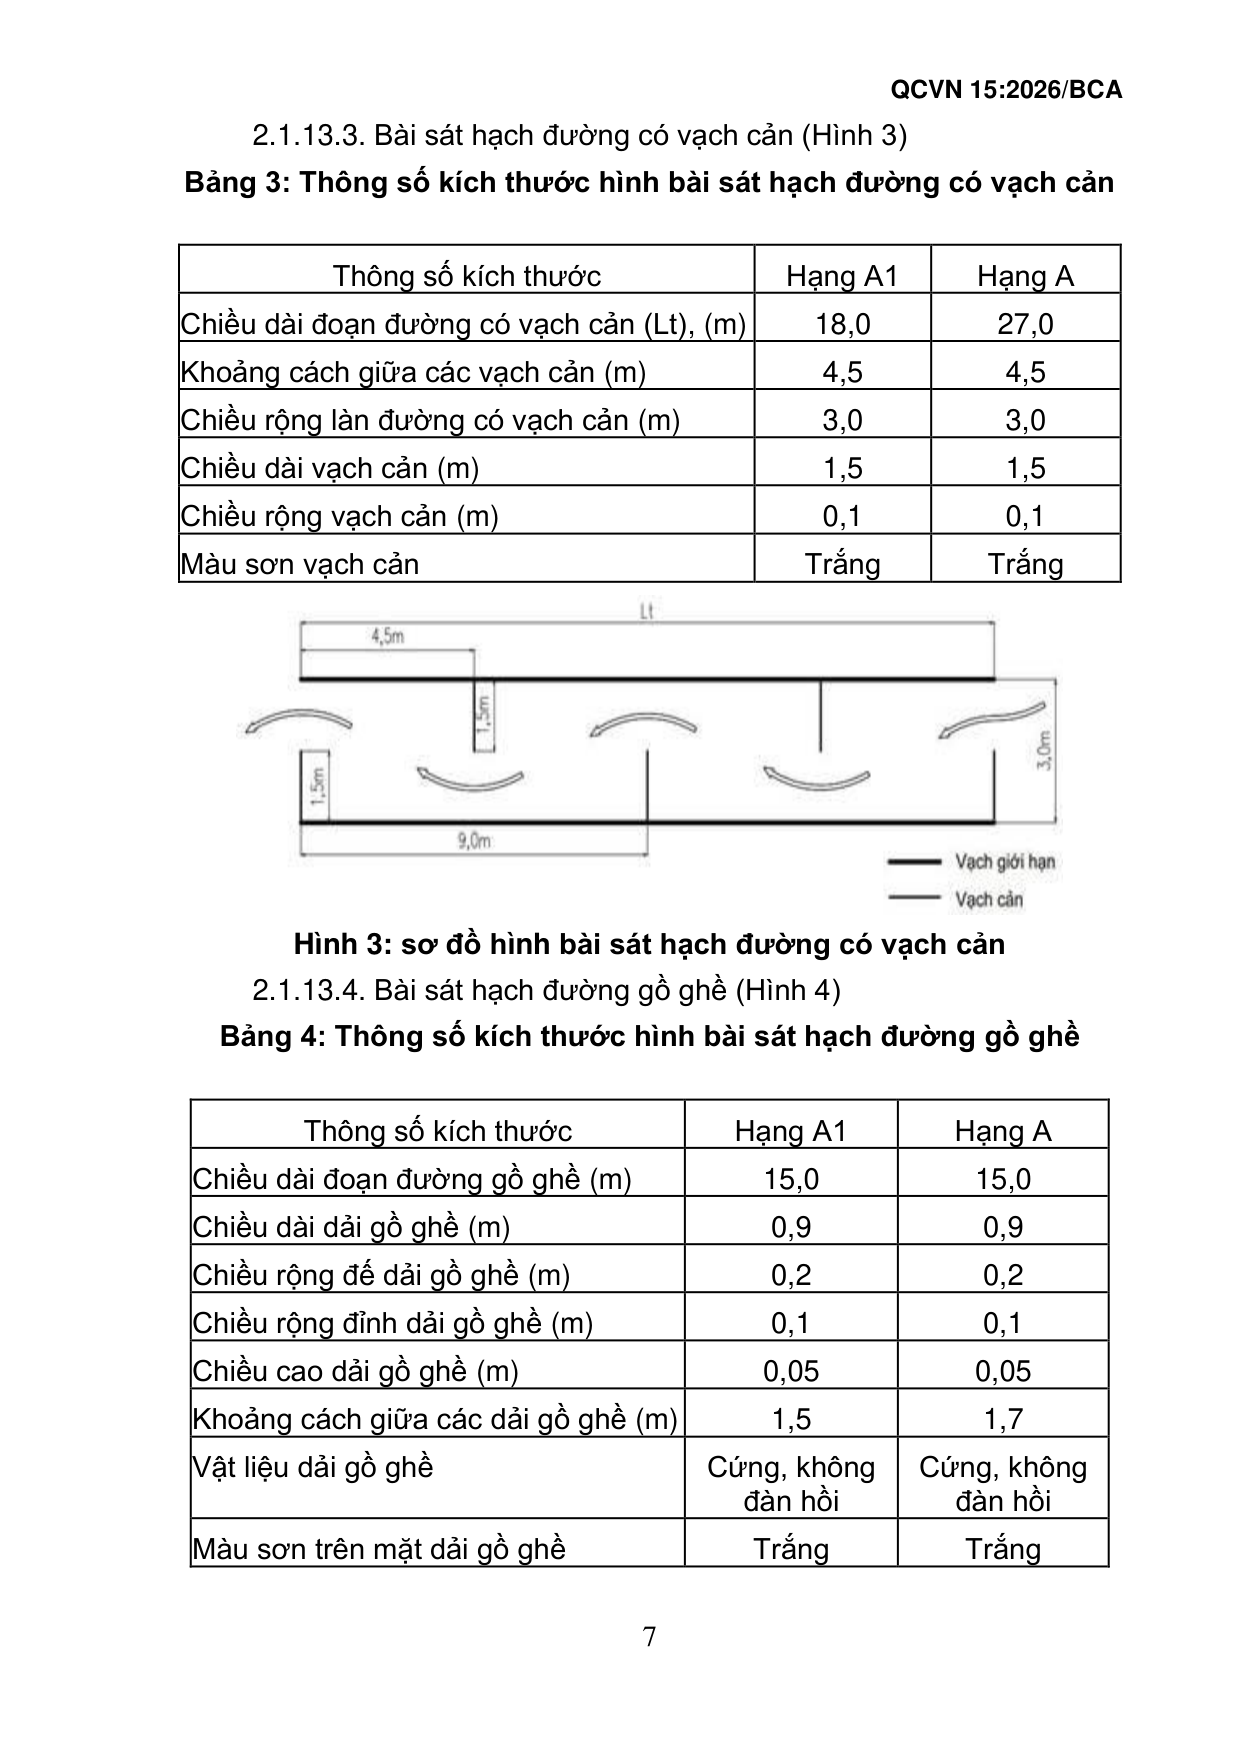 QCVN 15:2026/BCA
2.1.13.3. Bài sát hạch đường có vạch cản (Hình 3)
Bảng 3: Thông số kích thước hình bài sát hạch đường có vạch cản
Thông số kích thước Hạng A1 Hạng A
Chiều dài đoạn đường có vạch cản (Lt), (m) 18,0 27,0
Khoảng cách giữa các vạch cản (m) 4,5 4,5
Chiều rộng làn đường có vạch cản (m) 3,0 3,0
Chiều dài vạch cản (m) 1,5 1,5
Chiều rộng vạch cản (m) 0,1 0,1
Màu sơn vạch cản Trắng Trắng
Lt
4,5m
1,5m
3,0m
1,5m
9,0m
Vạch giới hạn
Vạch cản
Hình 3: sơ đồ hình bài sát hạch đường có vạch cản
2.1.13.4. Bài sát hạch đường gồ ghề (Hình 4)
Bảng 4: Thông số kích thước hình bài sát hạch đường gồ ghề
Thông số kích thước Hạng A1 Hạng A
Chiều dài đoạn đường gồ ghề (m) 15,0 15,0
Chiều dài dải gồ ghề (m) 0,9 0,9
Chiều rộng đế dải gồ ghề (m) 0,2 0,2
Chiều rộng đỉnh dải gồ ghề (m) 0,1 0,1
Chiều cao dải gồ ghề (m) 0,05 0,05
Khoảng cách giữa các dải gồ ghề (m) 1,5 1,7
Vật liệu dải gồ ghề Cứng, không Cứng, không
đàn hồi đàn hồi
Màu sơn trên mặt dải gồ ghề Trắng Trắng
7